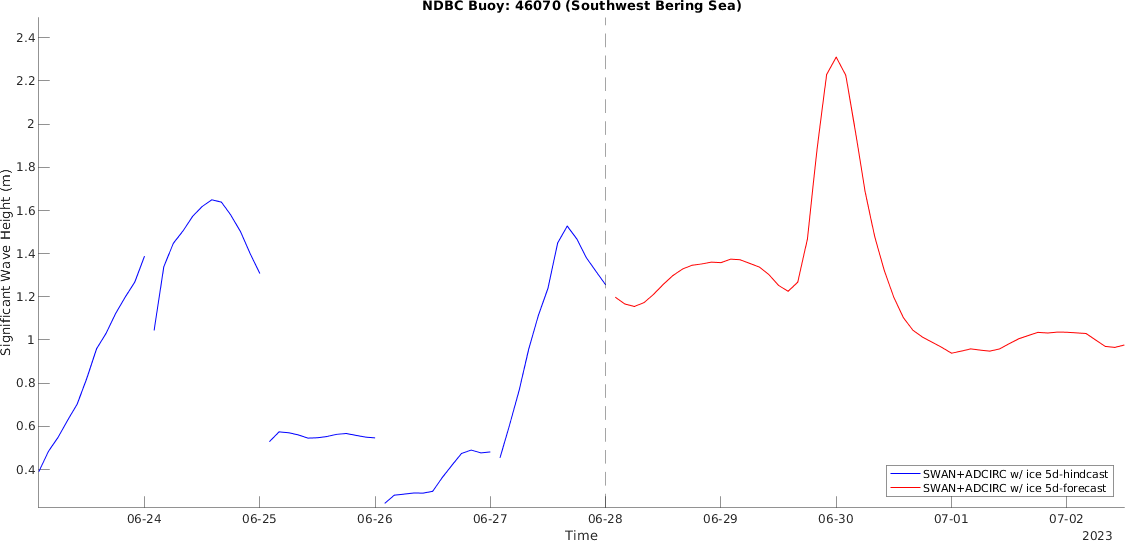 NDBC Buoy: 46070 (Southwest Bering Sea)
Significant Wave Height (m)
2.4
2.2
2
1.8
1.6
1.4
1.2
1
0.8
0.6
0.4
SWAN+ADCIRC w/ ice 5d-hindcast
SWAN+ADCIRC w/ ice 5d-forecast
06-24 06-25 06-26 06-27 06-28 06-29 06-30 07-01 07-02
Time 2023